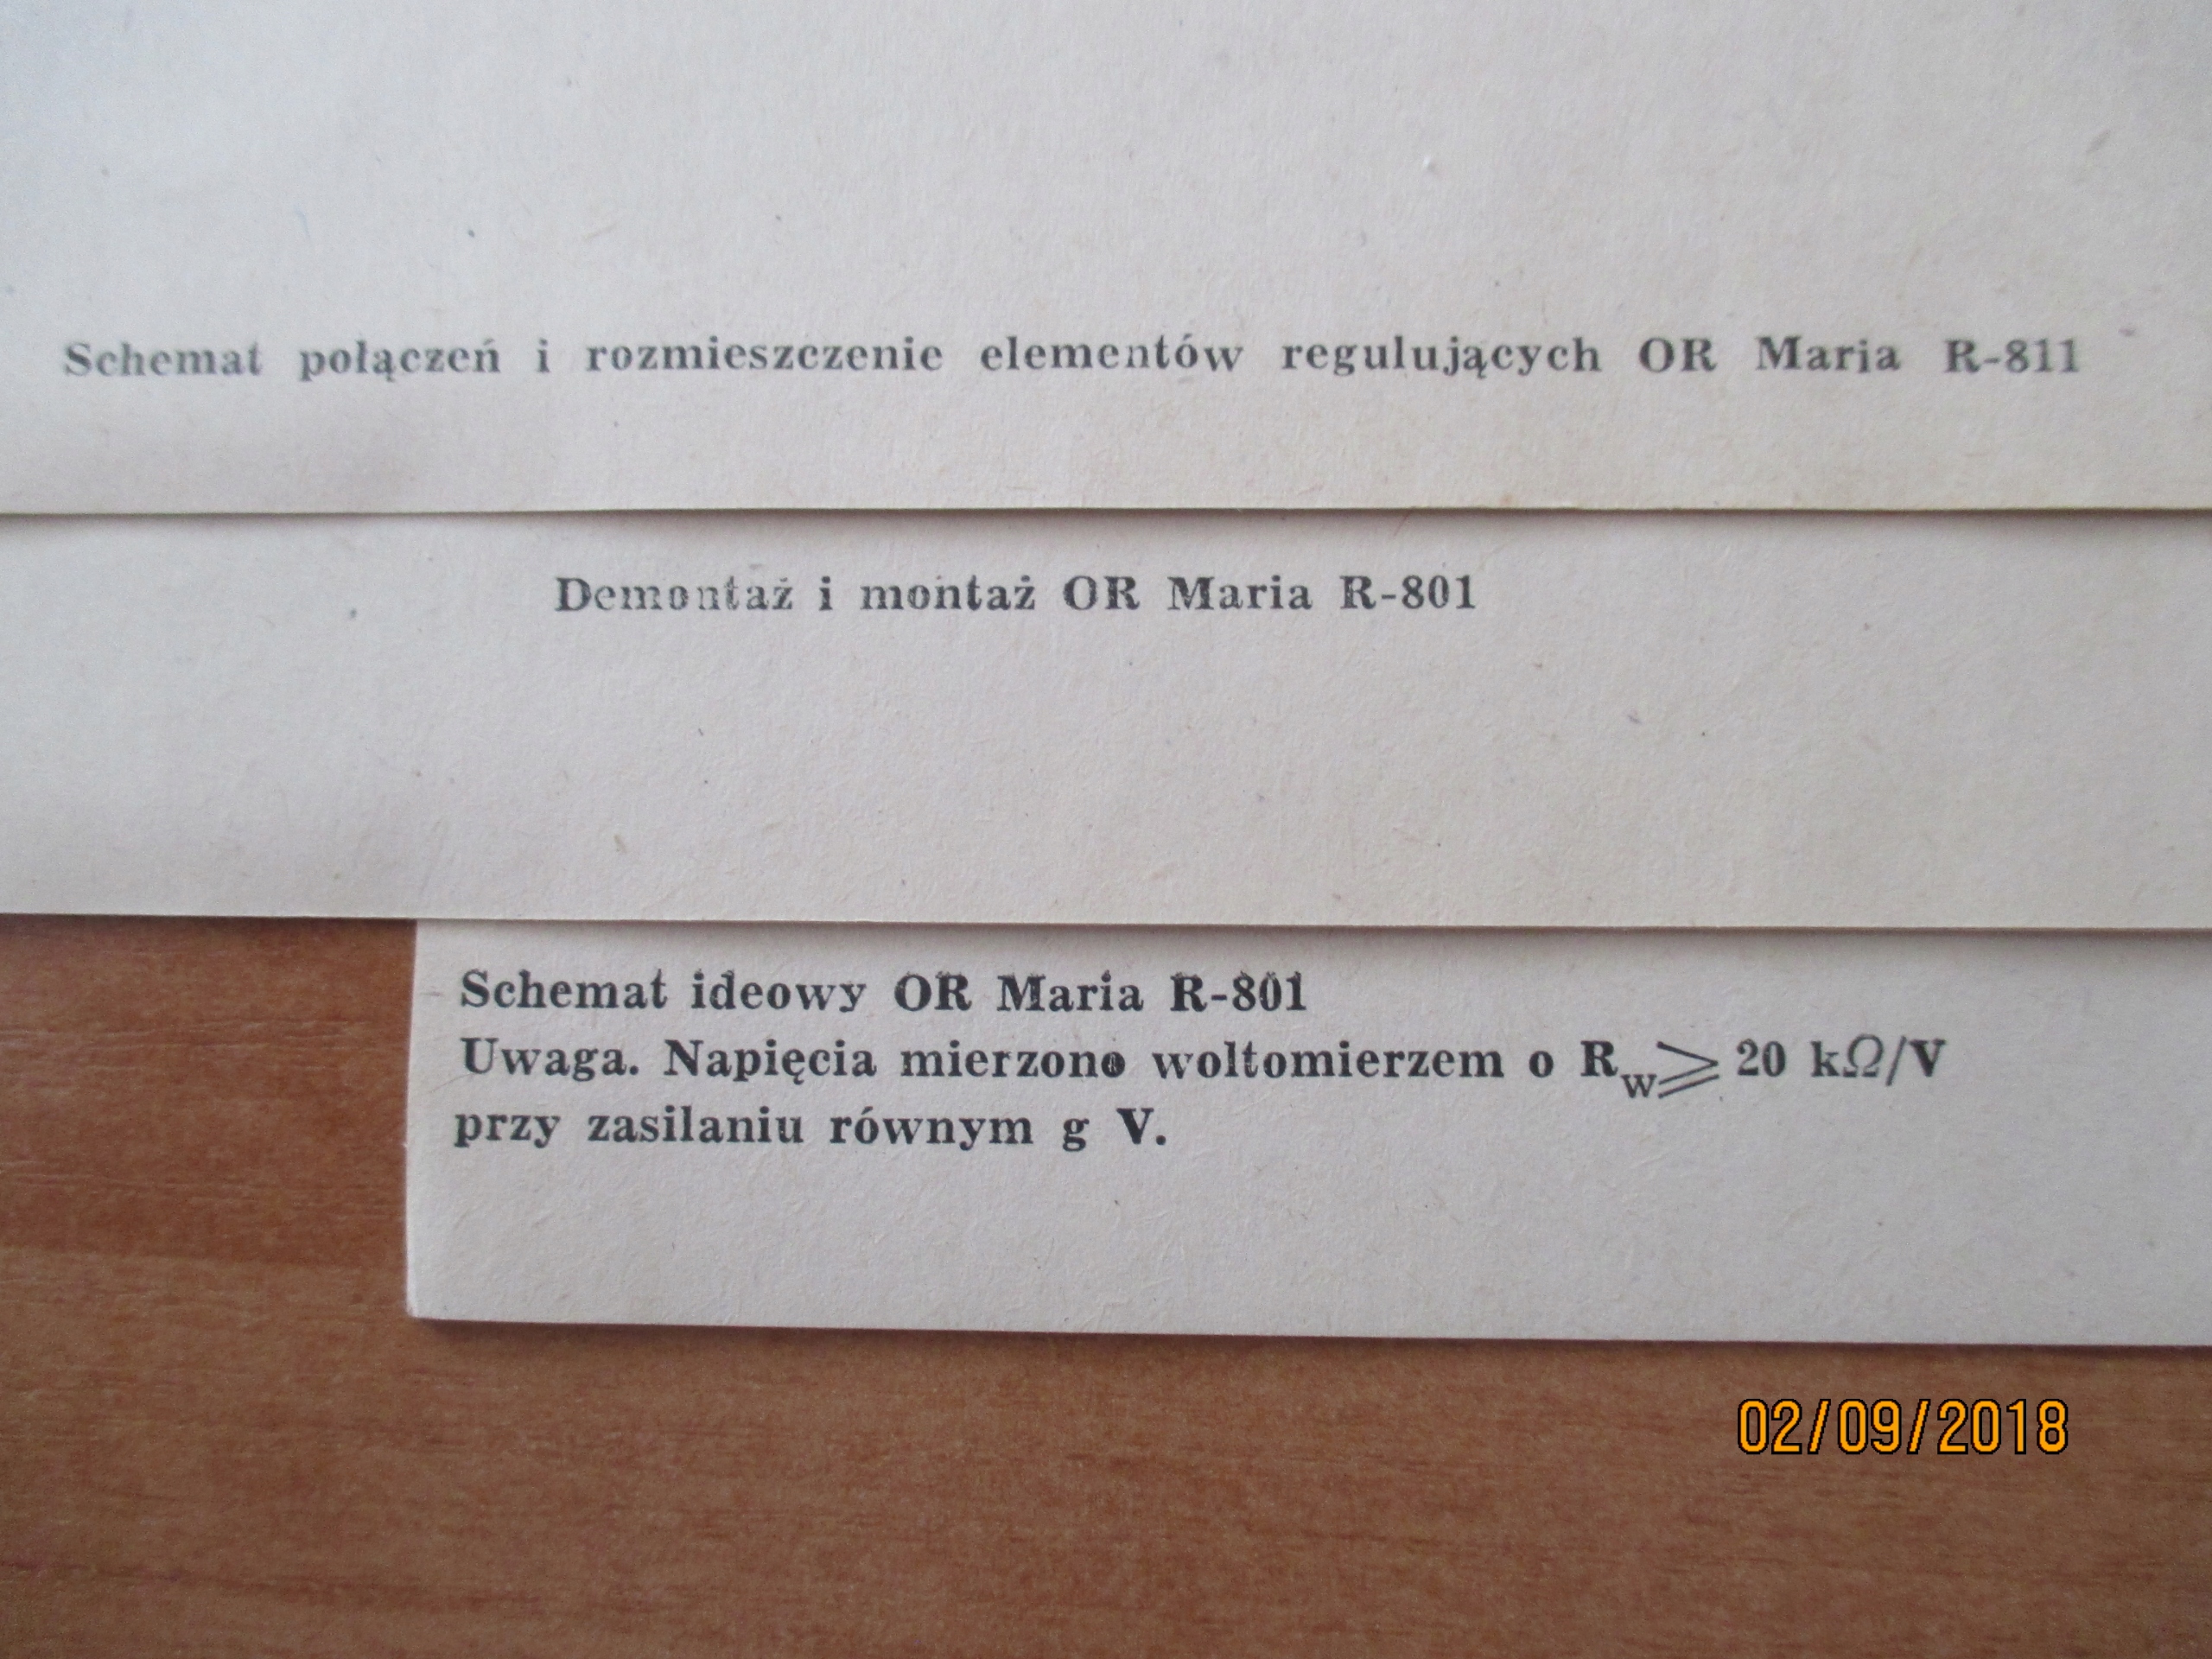 Schemat połączeń i rozmieszczenie elementów regulujących OR Maria R-811
Demontaż i montaż OR Maria R-801
Schemat ideowy OR Maria R-801
Uwaga. Napięcia mierzono woltomierzem o Rw⩾ 20 kΩ/V
przy zasilaniu równym g V.
02/09/2018